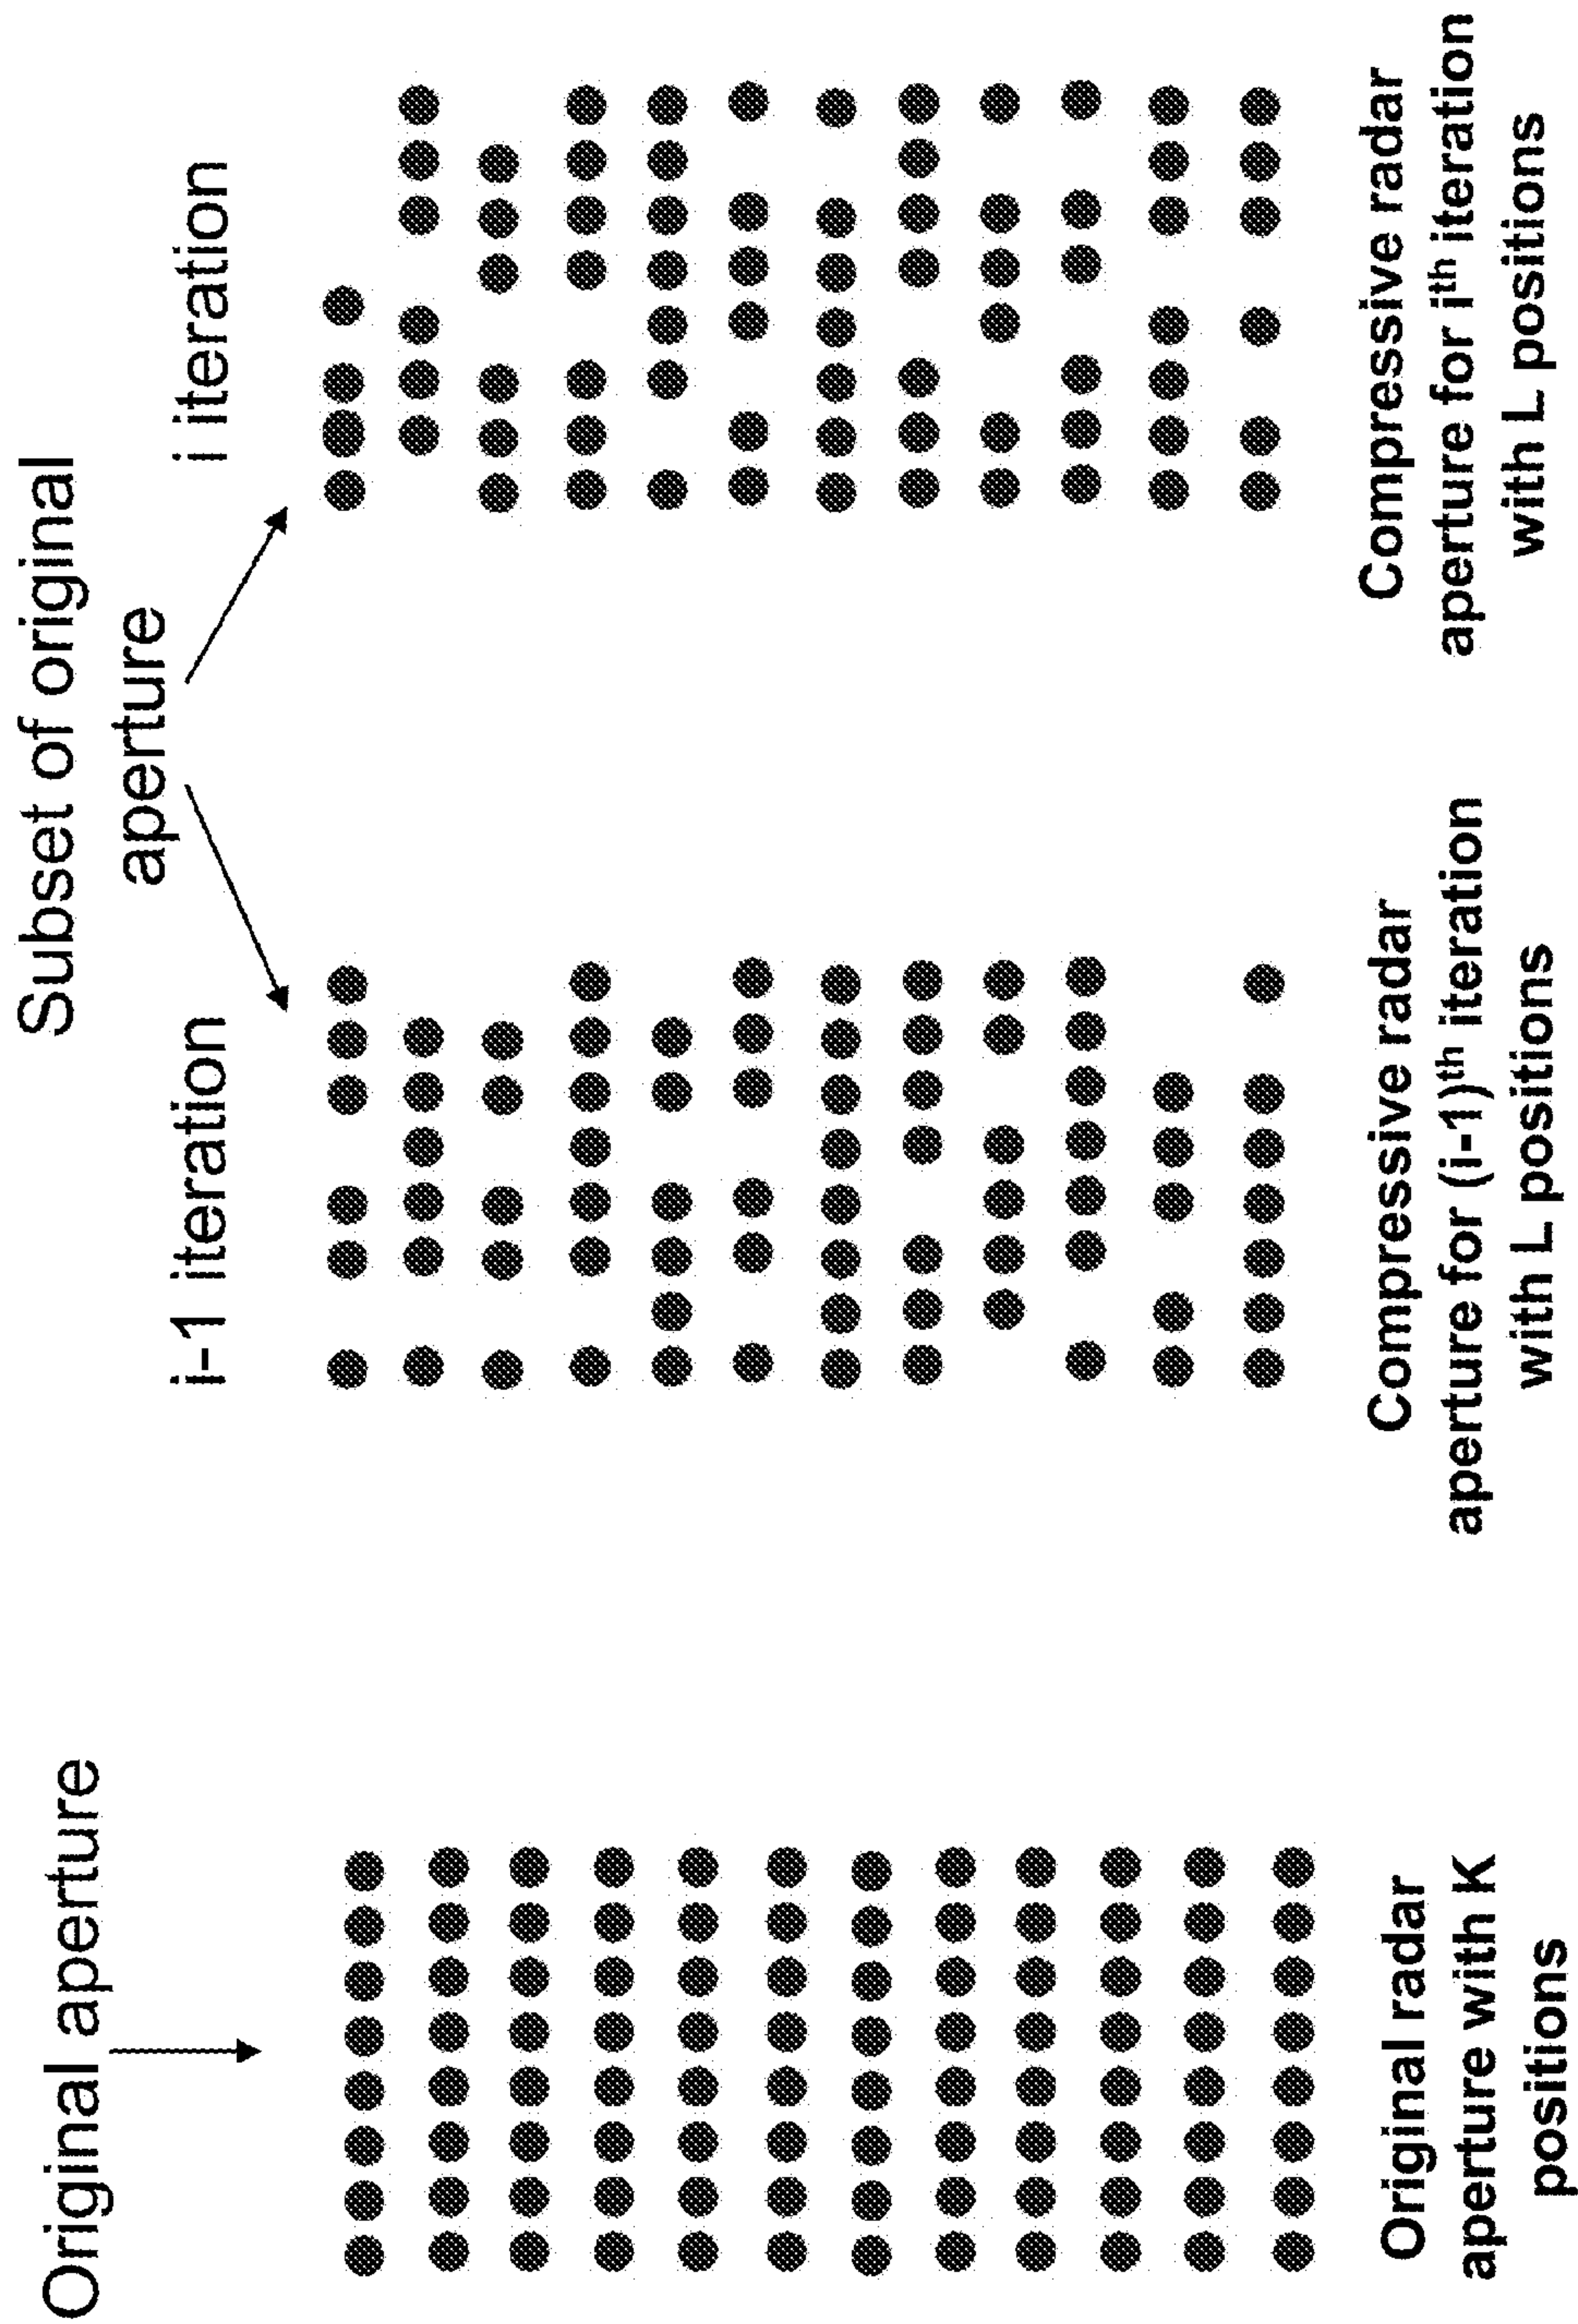 Original aperture
Subset of original
aperture
i-1 iteration
i iteration
Original radar
aperture with K
positions
Compressive radar
aperture for (i-1)th iteration
with L positions
Compressive radar
aperture for ith iteration
with L positions